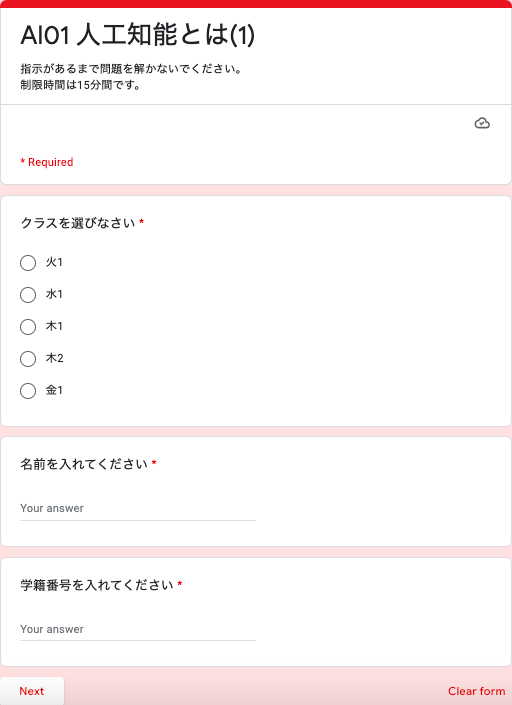 AI01 人工知能とは(1)
指示があるまで問題を解かないでください。
制限時間は15分間です。
* Required
クラスを選びなさい *
火1
水1
木1
木2
金1
名前を入れてください *
Your answer
学籍番号を入れてください *
Your answer
Next
Clear form